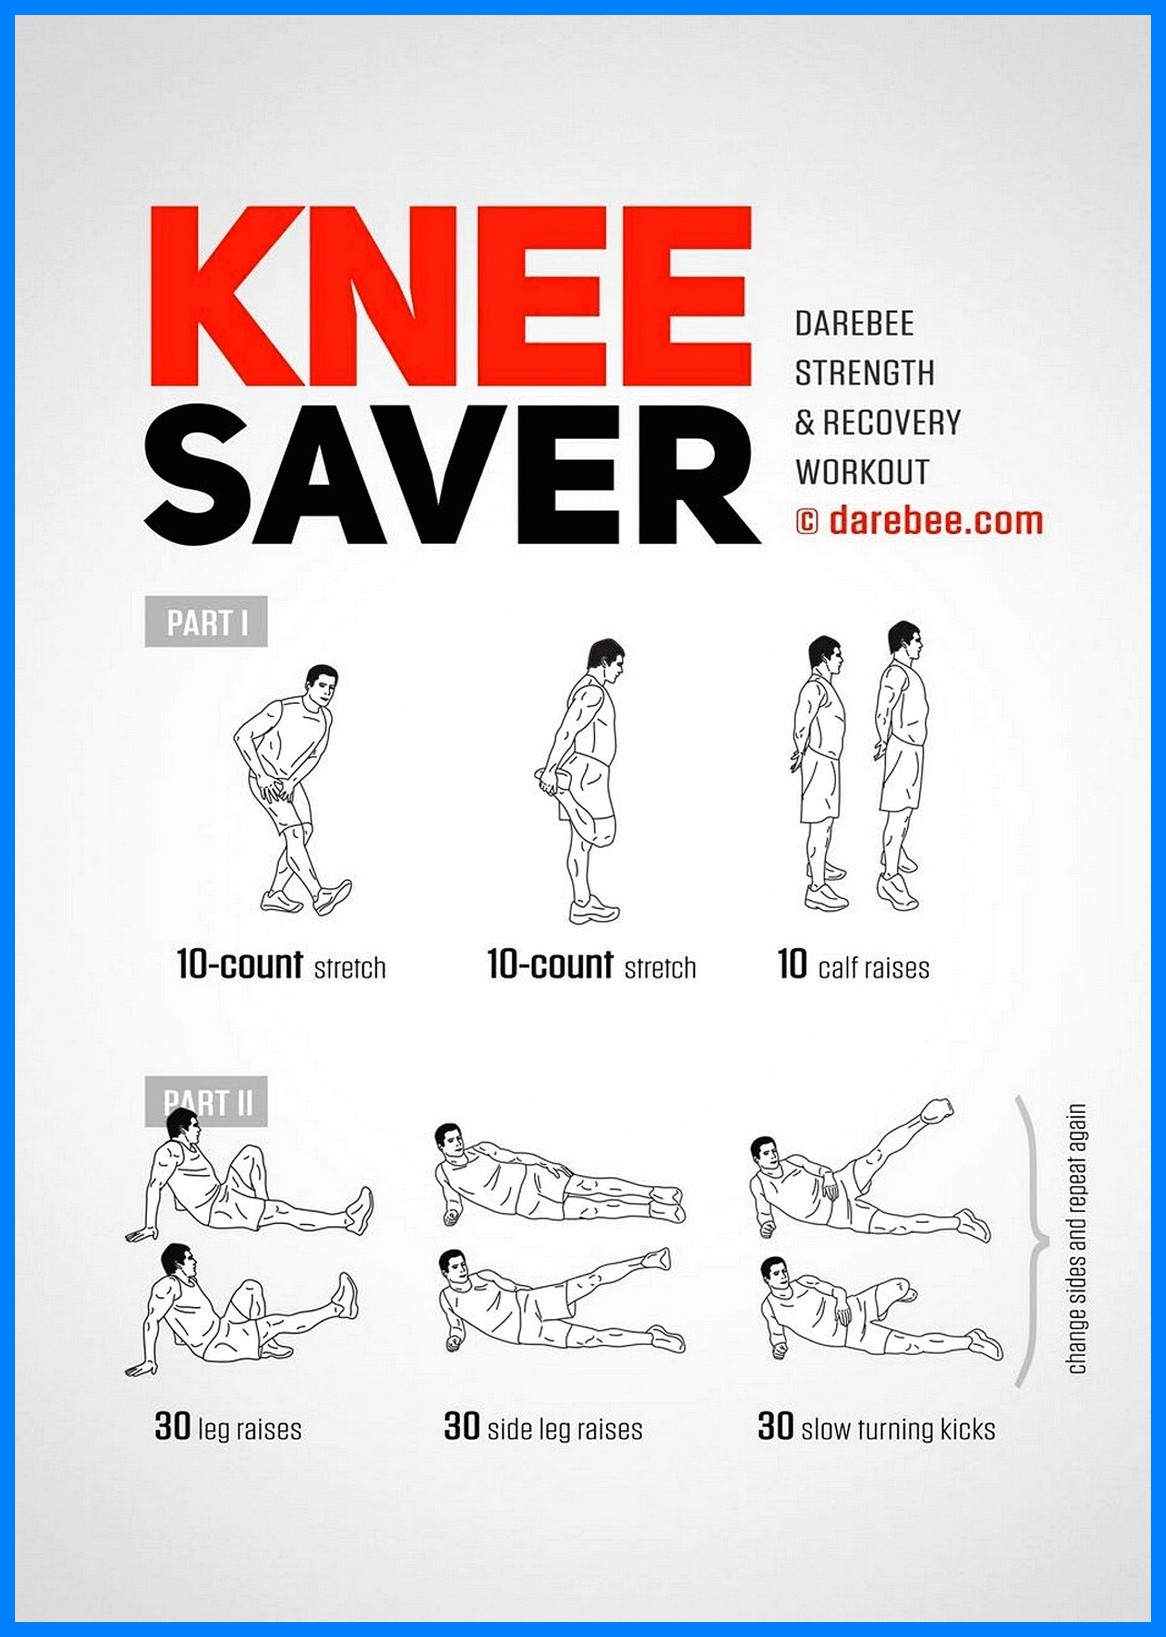 KNEE
SAVER
DAREBEE
STRENGTH
& RECOVERY
WORKOUT
© darebee.com
PART I
10-count stretch
10-count stretch
10 calf raises
PART II
change sides and repeat again
30 leg raises
30 side leg raises
30 slow turning kicks